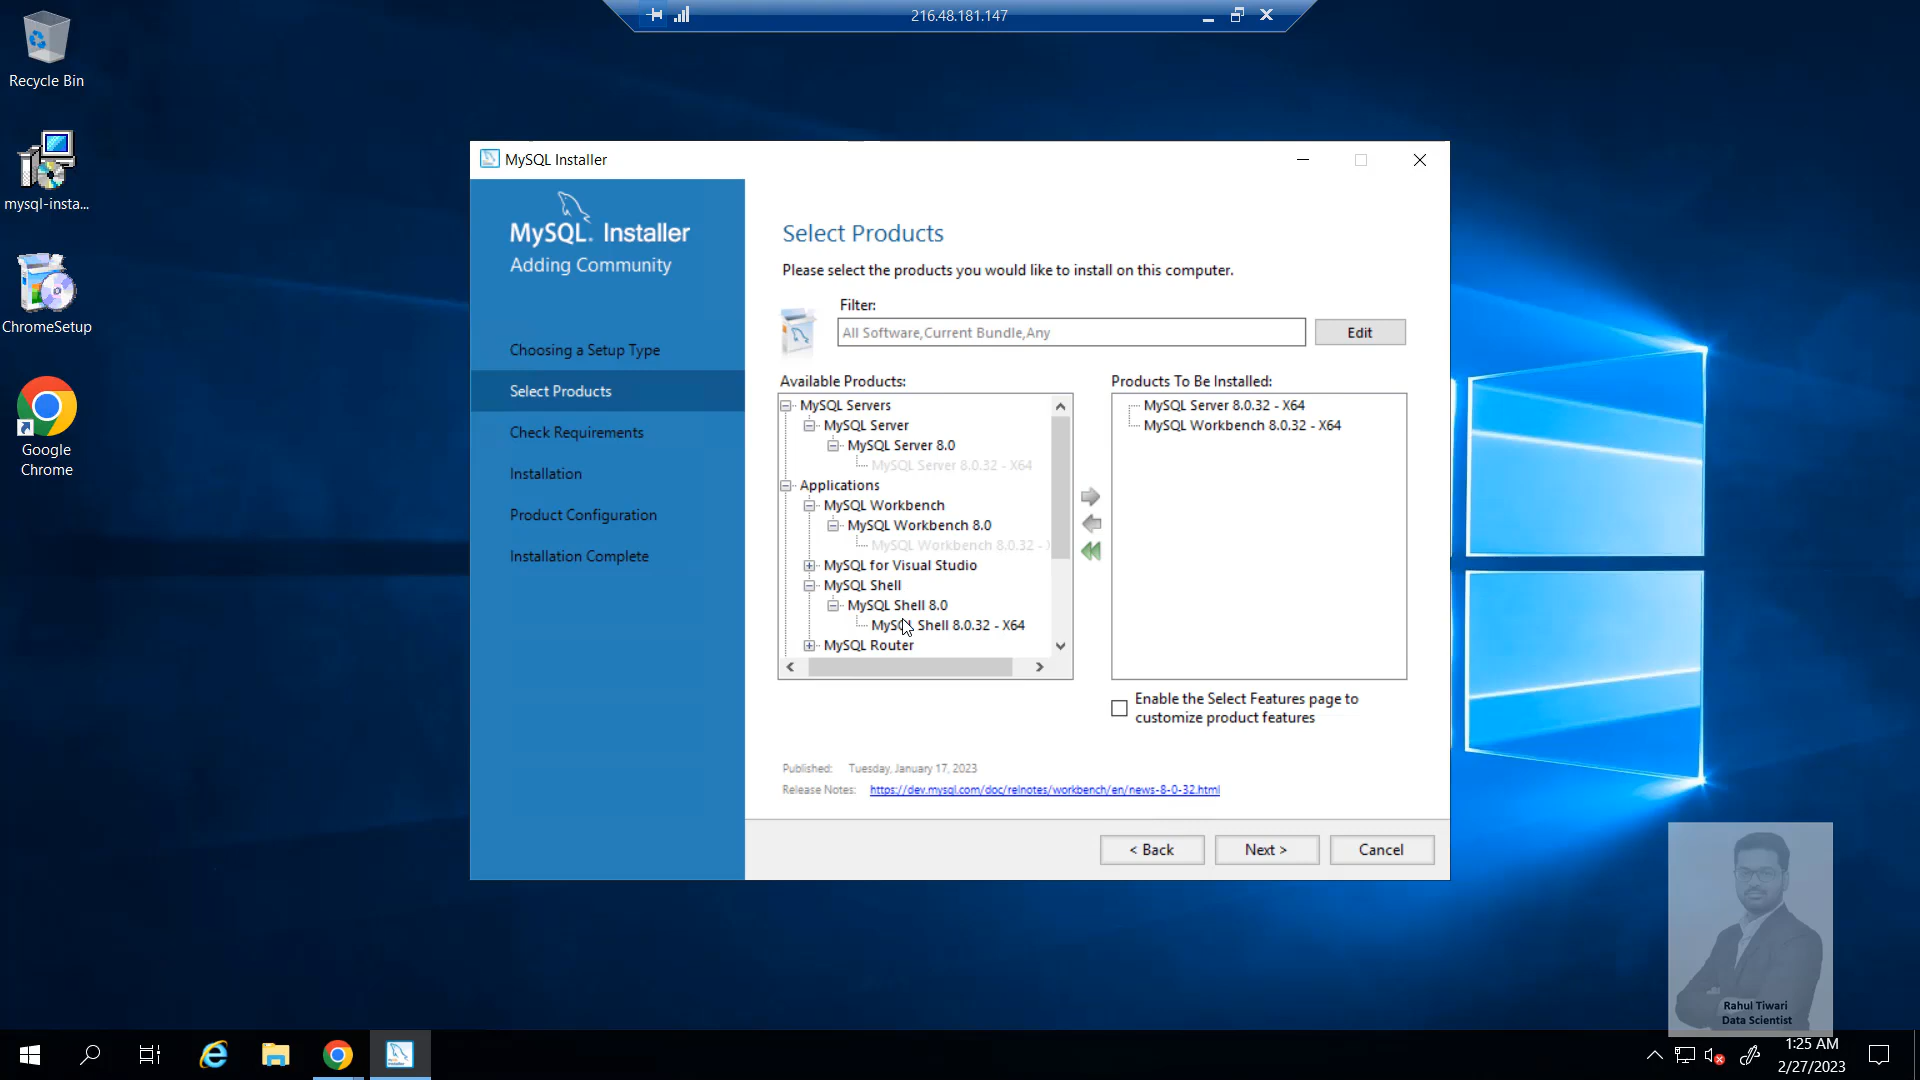 216.48.181.147
Recycle Bin
mysql-insta...
ChromeSetup
Google
Chrome
MySQL Installer
MySQL. Installer
Adding Community
Choosing a Setup Type
Select Products
Check Requirements
Installation
Product Configuration
Installation Complete
Select Products
Please select the products you would like to install on this computer.
Filter:
All Software,Current Bundle,Any
Edit
Available Products:
MySQL Servers
MySQL Server
MySQL Server 8.0
MySQL Server 8.0.32 - X64
Applications
MySQL Workbench
MySQL Workbench 8.0
MySQL Workbench 8.0.32 -
MySQL for Visual Studio
MySQL Shell
MySQL Shell 8.0
MySQL Shell 8.0.32 - X64
MySQL Router
Products To Be Installed:
MySQL Server 8.0.32 - X64
MySQL Workbench 8.0.32 - X64
Enable the Select Features page to
customize product features
Published: Tuesday, January 17, 2023
Release Notes: https://dev.mysql.com/doc/relnotes/workbench/en/news-8-0-32.html
< Back
Next >
Cancel
Rahul Tiwari
Data Scientist
1:25 AM
2/27/2023